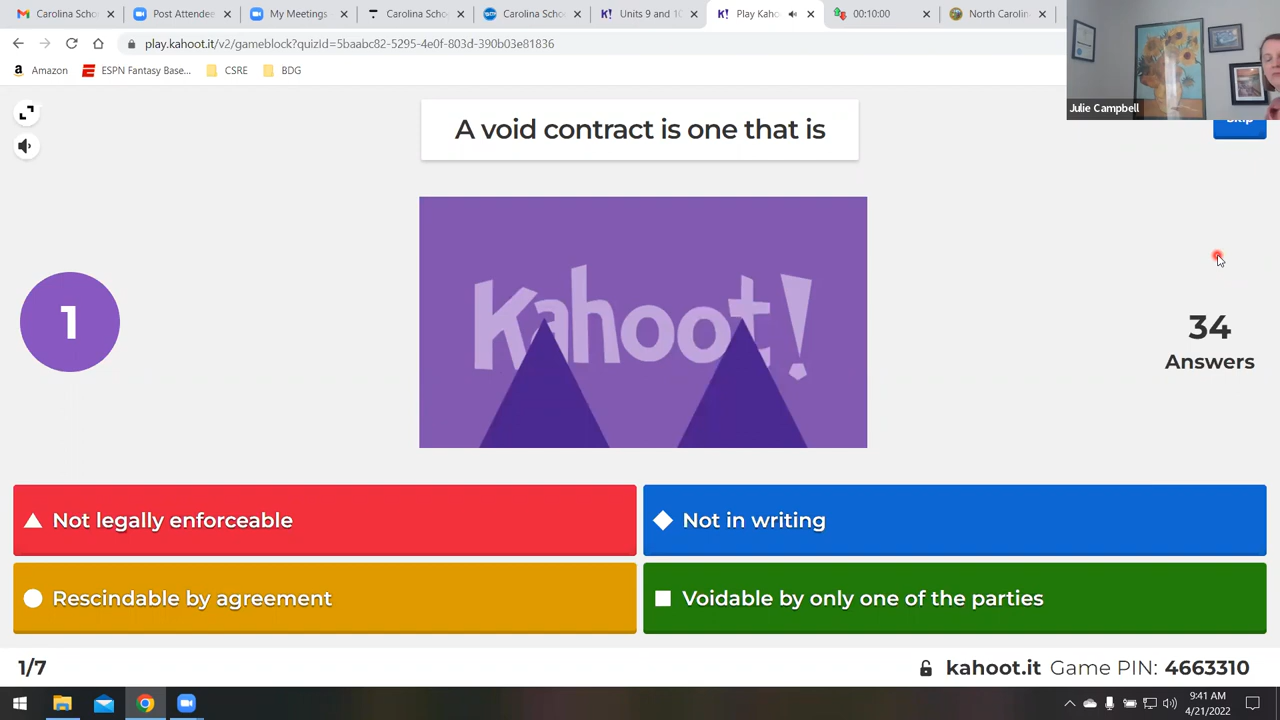 Carolina Scho
Post Attende
My Meetings
Carolina Scho
Carolina Scho
Units 9 and 10
Play Kaho
00:10:00
North Carolin
play.kahoot.it/v2/gameblock?quizId=5baabc82-5295-4e0f-803d-390b03e81836
Amazon
ESPN Fantasy Base...
CSRE
BDG
Julie Campbell
Skip
A void contract is one that is
Kahoot!
1
34
Answers
Not legally enforceable
Not in writing
Rescindable by agreement
Voidable by only one of the parties
1/7
kahoot.it Game PIN: 4663310
9:41 AM
4/21/2022